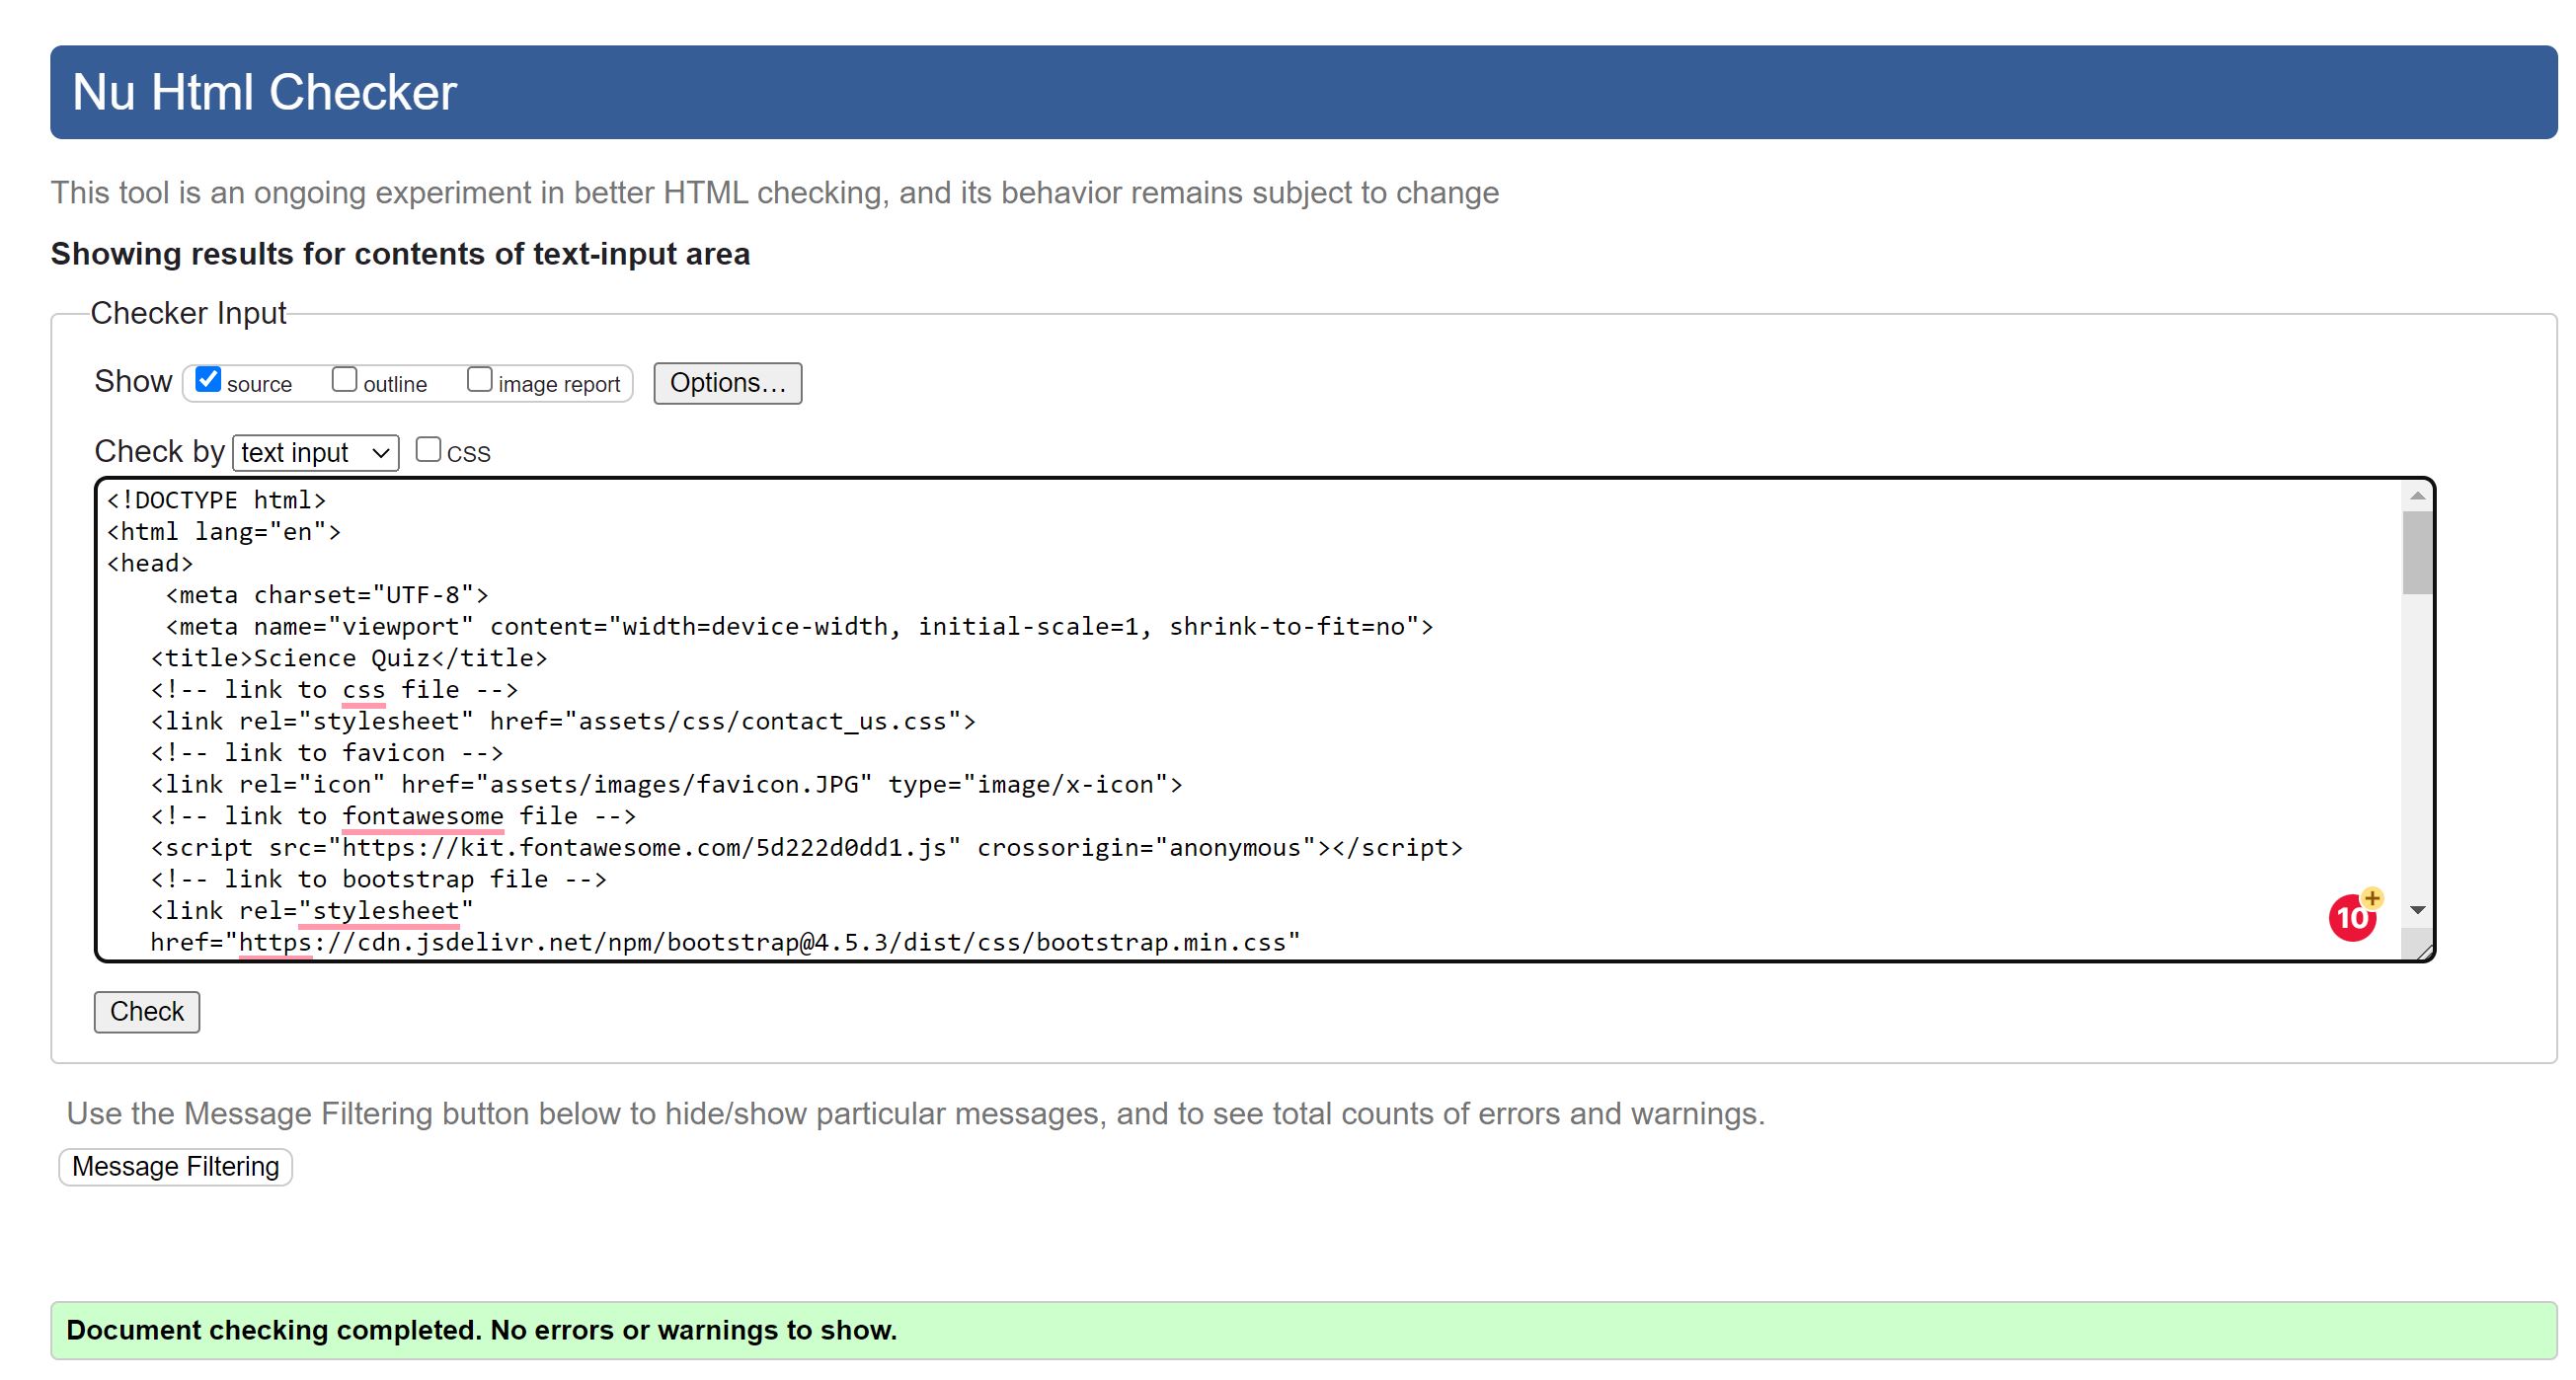 Nu Html Checker
This tool is an ongoing experiment in better HTML checking, and its behavior remains subject to change
Showing results for contents of text-input area
Checker Input
Show source outline image report Options…
Check by text input CSS
<!DOCTYPE html>
<html lang="en">
<head>
    <meta charset="UTF-8">
    <meta name="viewport" content="width=device-width, initial-scale=1, shrink-to-fit=no">
   <title>Science Quiz</title>
   <!-- link to css file -->
   <link rel="stylesheet" href="assets/css/contact_us.css">
   <!-- link to favicon -->
   <link rel="icon" href="assets/images/favicon.JPG" type="image/x-icon">
   <!-- link to fontawesome file -->
   <script src="https://kit.fontawesome.com/5d222d0dd1.js" crossorigin="anonymous"></script>
   <!-- link to bootstrap file -->
   <link rel="stylesheet"
   href="https://cdn.jsdelivr.net/npm/bootstrap@4.5.3/dist/css/bootstrap.min.css"
10+
Check
Use the Message Filtering button below to hide/show particular messages, and to see total counts of errors and warnings.
Message Filtering
Document checking completed. No errors or warnings to show.